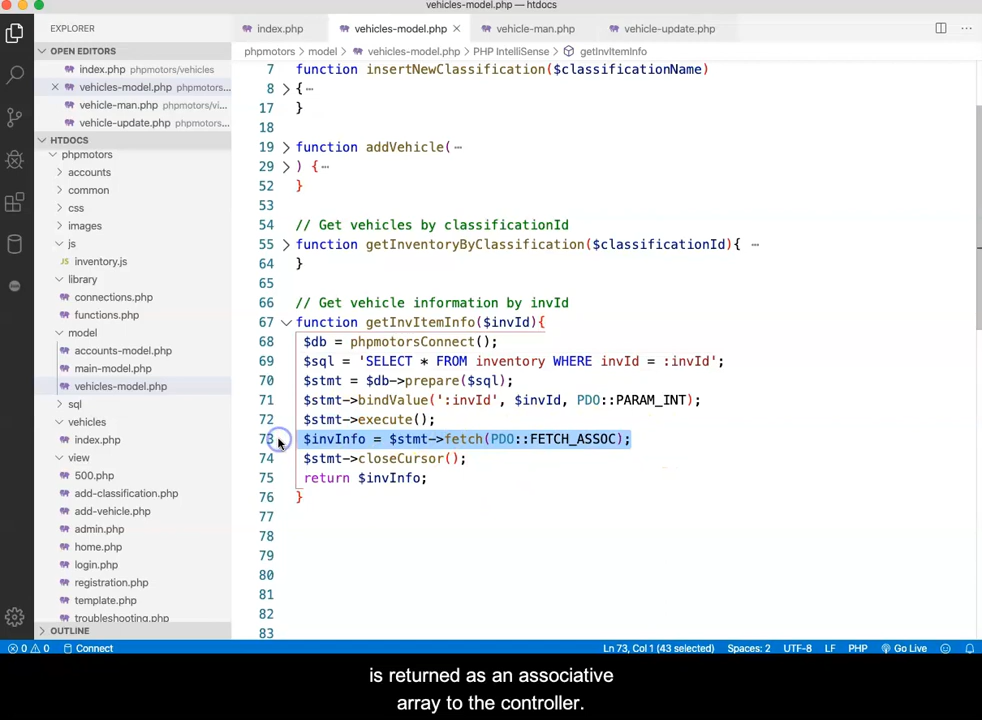 vehicles-model.php — htdocs
EXPLORER
index.php
vehicles-model.php
vehicle-man.php
vehicle-update.php
phpmotors > model > vehicles-model.php > PHP IntelliSense > getInvItemInfo
OPEN EDITORS
index.php phpmotors/vehicles
vehicles-model.php phpmotors...
vehicle-man.php phpmotors/vi...
vehicle-update.php phpmotors...
HTDOCS
phpmotors
accounts
common
css
images
js
inventory.js
library
connections.php
functions.php
model
accounts-model.php
main-model.php
vehicles-model.php
sql
vehicles
index.php
view
500.php
add-classification.php
add-vehicle.php
admin.php
home.php
login.php
registration.php
template.php
troubleshooting.php
OUTLINE
7 function insertNewClassification($classificationName)
8 {…
17 }
18
19 function addVehicle(…
29 ) {…
52 }
53
54 // Get vehicles by classificationId
55 function getInventoryByClassification($classificationId){ …
64 }
65
66 // Get vehicle information by invId
67 function getInvItemInfo($invId){
68 $db = phpmotorsConnect();
69 $sql = 'SELECT * FROM inventory WHERE invId = :invId';
70 $stmt = $db->prepare($sql);
71 $stmt->bindValue(':invId', $invId, PDO::PARAM_INT);
72 $stmt->execute();
73 $invInfo = $stmt->fetch(PDO::FETCH_ASSOC);
74 $stmt->closeCursor();
75 return $invInfo;
76 }
77
78
79
80
81
82
83
0 0 Connect
Ln 73, Col 1 (43 selected) Spaces: 2 UTF-8 LF PHP Go Live
is returned as an associative
array to the controller.